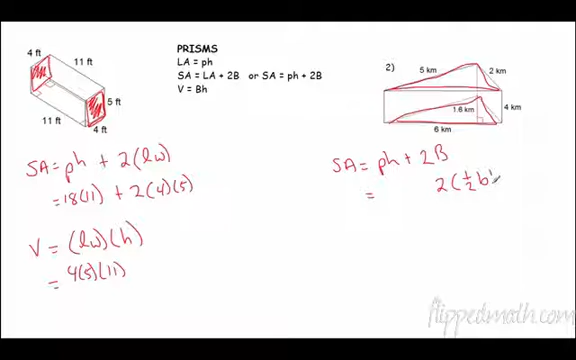 PRISMS
LA = ph
SA = LA + 2B or SA = ph + 2B
V = Bh
4 ft
11 ft
5 ft
11 ft
4 ft
SA = ph + 2(lw)
= 18(11) + 2(4)(5)
V = (lw)(h)
= 4(5)(11)
2)
5 km
2 km
1.6 km
4 km
6 km
SA = ph + 2B
= 2(½b
flippedmath.com